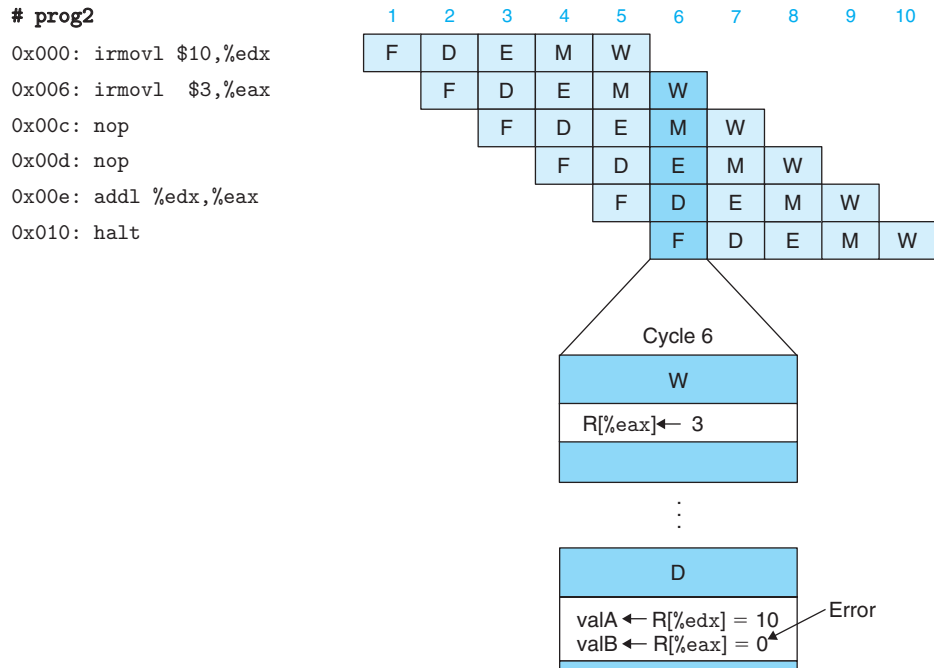 # prog2 1 2 3 4 5 6 7 8 9 10
0x000: irmovl $10,%edx F D E M W
0x006: irmovl $3,%eax F D E M W
0x00c: nop F D E M W
0x00d: nop F D E M W
0x00e: addl %edx,%eax F D E M W
0x010: halt F D E M W
Cycle 6
W
R[%eax]← 3
⋮
D
valA ← R[%edx] = 10
valB ← R[%eax] = 0
Error